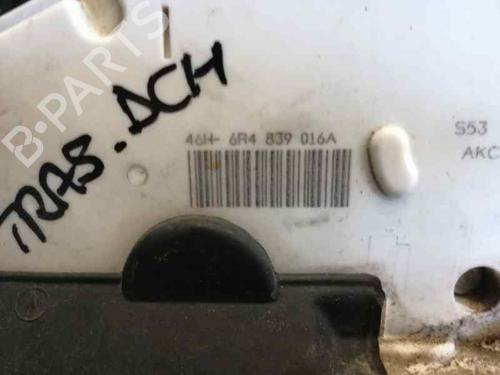 B-PARTS
TRAS. DCH
46H- 6R4 839 016A
S53
AKC